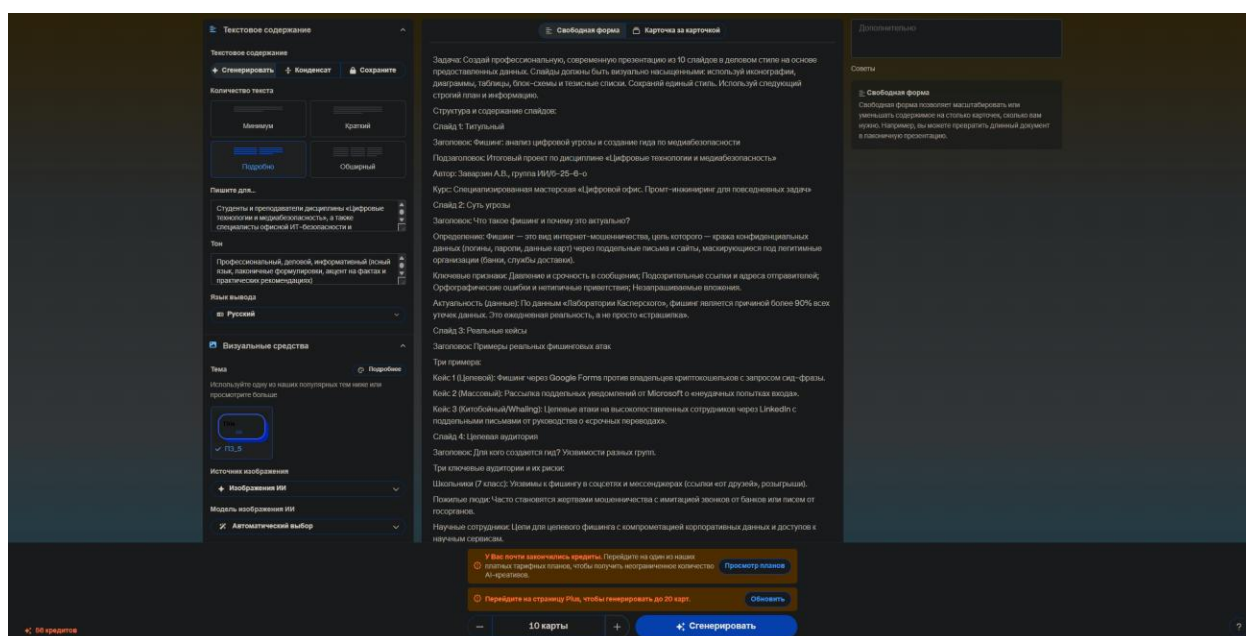 Текстовое содержание
Текстовое содержание
Сгенерировать
Конденсат
Сохраните
Количество текста
Минимум
Краткий
Подробно
Обширный
Пишите для...
Студенты и преподаватели дисциплины «Цифровые
технологии и медиабезопасность», а также
специалисты офисной ИТ-безопасности и
Тон
Профессиональный, деловой, информативный (ясный
язык, лаконичные формулировки, акцент на фактах и
практических рекомендациях)
Язык вывода
Русский
Визуальные средства
Тема
Подробнее
Используйте одну из наших популярных тем ниже или
просмотрите больше
ПЗ_5
Источник изображения
Изображения ИИ
Модель изображения ИИ
Автоматический выбор
Свободная форма
Карточка за карточкой
Задача: Создай профессиональную, современную презентацию из 10 слайдов в деловом стиле на основе
предоставленных данных. Слайды должны быть визуально насыщенными: используй инконографии,
диаграммы, таблицы, блок-схемы и тезисные списки. Сохраняй единый стиль. Используй следующий
строгий план и информацию.
Структура и содержание слайдов:
Слайд 1: Титульный
Заголовок: Фишинг: анализ цифровой угрозы и создание гида по медиабезопасности
Подзаголовок: Итоговый проект по дисциплине «Цифровые технологии и медиабезопасность»
Автор: Заварзин А.В., группа ИИ/б-25-6-о
Курс: Специализированная мастерская «Цифровой офис. Промт-инжиниринг для повседневных задач»
Слайд 2: Суть угрозы
Заголовок: Что такое фишинг и почему это актуально?
Определение: Фишинг — это вид интернет-мошенничества, цель которого — кража конфиденциальных
данных (логины, пароли, данные карт) через поддельные письма и сайты, маскирующиеся под легитимные
организации (банки, службы доставки).
Ключевые признаки: Давление и срочность в сообщении; Подозрительные ссылки и адреса отправителей;
Орфографические ошибки и нетипичные приветствия; Незапрашиваемые вложения.
Актуальность (данные): По данным «Лаборатории Касперского», фишинг является причиной более 90% всех
утечек данных. Это ежедневная реальность, а не просто «страшилка».
Слайд 3: Реальные кейсы
Заголовок: Примеры реальных фишинговых атак
Три примера:
Кейс 1 (Целевой): Фишинг через Google Forms против владельцев криптокошельков с запросом сид-фразы.
Кейс 2 (Массовый): Рассылка поддельных уведомлений от Microsoft о «неудачных попытках входа».
Кейс 3 (Китобойный/Whaling): Целевые атаки на высокопоставленных сотрудников через LinkedIn с
поддельными письмами от руководства о «срочных переводах».
Слайд 4: Целевая аудитория
Заголовок: Для кого создается гид? Уязвимости разных групп.
Три ключевые аудитории и их риски:
Школьники (7 класс): Уязвимы к фишингу в соцсетях и мессенджерах (ссылки «от друзей», розыгрыши).
Пожилые люди: Часто становятся жертвами мошенничества с имитацией звонков от банков или писем от
госорганов.
Научные сотрудники: Цели для целевого фишинга с компрометацией корпоративных данных и доступов к
научным сервисам.
Дополнительно
Советы
Свободная форма
Свободная форма позволяет масштабировать или
уменьшать содержимое на столько карточек, сколько вам
нужно. Например, вы можете превратить длинный документ
в лаконичную презентацию.
У Вас почти закончились кредиты. Перейдите на один из наших
платных тарифных планов, чтобы получить неограниченное количество
AI-креативов.
Просмотр планов
Перейдите на страницу Plus, чтобы генерировать до 20 карт.
Обновить
10 карты
Сгенерировать
56 кредитов